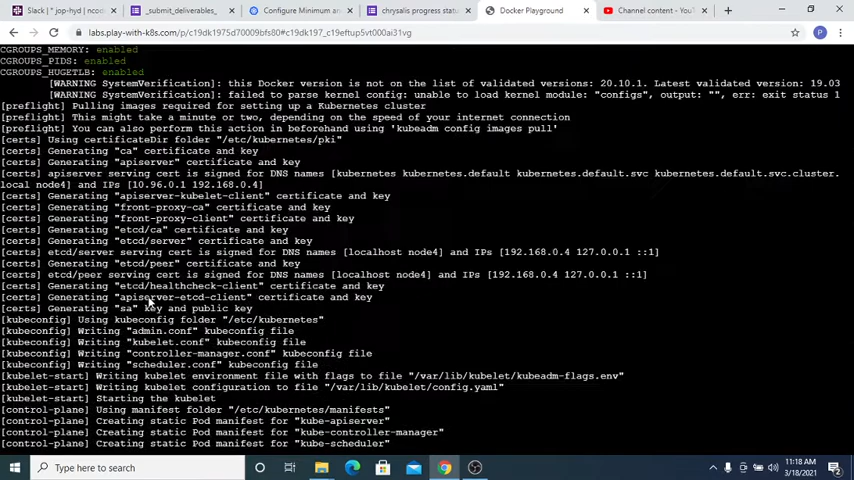 Slack | * jop-hyd | ncod
_submit_deliverables_
Configure Minimum an
chrysalis progress statu
Docker Playground
Channel content - YouT
labs.play-with-k8s.com/p/c19dk1975d70009bfs80#c19dk197_c19eftup5vt000ai31vg
CGROUPS_MEMORY: enabled
CGROUPS_PIDS: enabled
CGROUPS_HUGETLB: enabled
[WARNING SystemVerification]: this Docker version is not on the list of validated versions: 20.10.1. Latest validated version: 19.03
[WARNING SystemVerification]: failed to parse kernel config: unable to load kernel module: "configs", output: "", err: exit status 1
[preflight] Pulling images required for setting up a Kubernetes cluster
[preflight] This might take a minute or two, depending on the speed of your internet connection
[preflight] You can also perform this action in beforehand using 'kubeadm config images pull'
[certs] Using certificateDir folder "/etc/kubernetes/pki"
[certs] Generating "ca" certificate and key
[certs] Generating "apiserver" certificate and key
[certs] apiserver serving cert is signed for DNS names [kubernetes kubernetes.default kubernetes.default.svc kubernetes.default.svc.cluster.
local node4] and IPs [10.96.0.1 192.168.0.4]
[certs] Generating "apiserver-kubelet-client" certificate and key
[certs] Generating "front-proxy-ca" certificate and key
[certs] Generating "front-proxy-client" certificate and key
[certs] Generating "etcd/ca" certificate and key
[certs] Generating "etcd/server" certificate and key
[certs] etcd/server serving cert is signed for DNS names [localhost node4] and IPs [192.168.0.4 127.0.0.1 ::1]
[certs] Generating "etcd/peer" certificate and key
[certs] etcd/peer serving cert is signed for DNS names [localhost node4] and IPs [192.168.0.4 127.0.0.1 ::1]
[certs] Generating "etcd/healthcheck-client" certificate and key
[certs] Generating "apiserver-etcd-client" certificate and key
[certs] Generating "sa" key and public key
[kubeconfig] Using kubeconfig folder "/etc/kubernetes"
[kubeconfig] Writing "admin.conf" kubeconfig file
[kubeconfig] Writing "kubelet.conf" kubeconfig file
[kubeconfig] Writing "controller-manager.conf" kubeconfig file
[kubeconfig] Writing "scheduler.conf" kubeconfig file
[kubelet-start] Writing kubelet environment file with flags to file "/var/lib/kubelet/kubeadm-flags.env"
[kubelet-start] Writing kubelet configuration to file "/var/lib/kubelet/config.yaml"
[kubelet-start] Starting the kubelet
[control-plane] Using manifest folder "/etc/kubernetes/manifests"
[control-plane] Creating static Pod manifest for "kube-apiserver"
[control-plane] Creating static Pod manifest for "kube-controller-manager"
[control-plane] Creating static Pod manifest for "kube-scheduler"
Type here to search
11:18 AM
3/18/2021